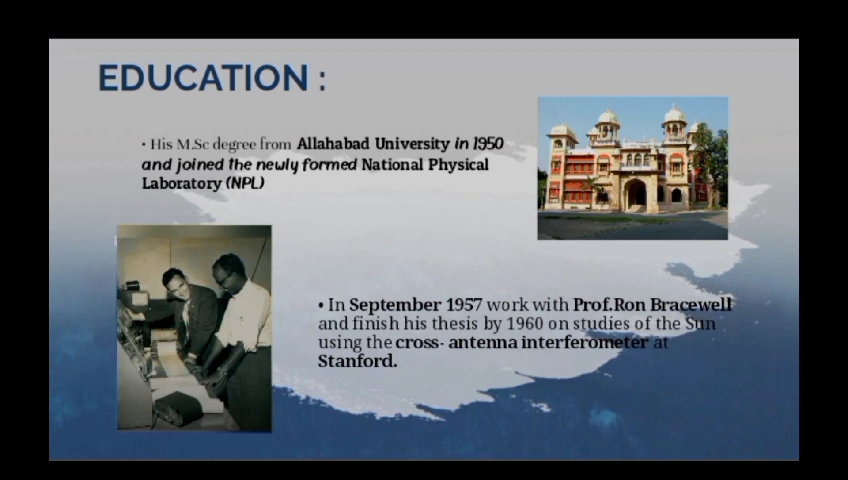 EDUCATION :
• His M.Sc degree from Allahabad University in 1950
and joined the newly formed National Physical
Laboratory (NPL)
• In September 1957 work with Prof.Ron Bracewell
and finish his thesis by 1960 on studies of the Sun
using the cross- antenna interferometer at
Stanford.